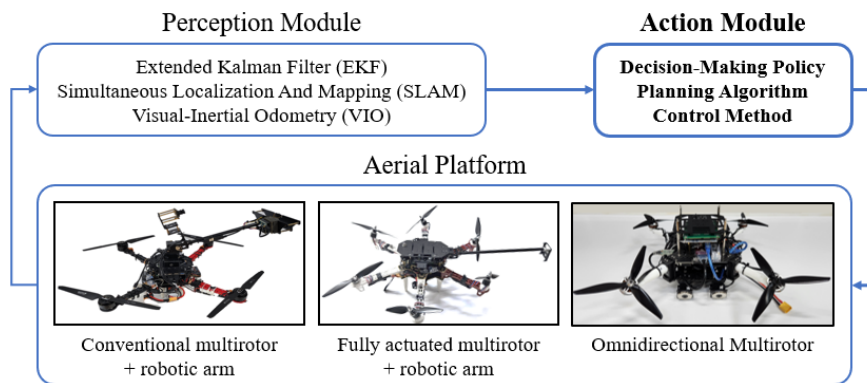 Perception Module
Action Module
Extended Kalman Filter (EKF)
Simultaneous Localization And Mapping (SLAM)
Visual-Inertial Odometry (VIO)
Decision-Making Policy
Planning Algorithm
Control Method
Aerial Platform
Conventional multirotor
+ robotic arm
Fully actuated multirotor
+ robotic arm
Omnidirectional Multirotor